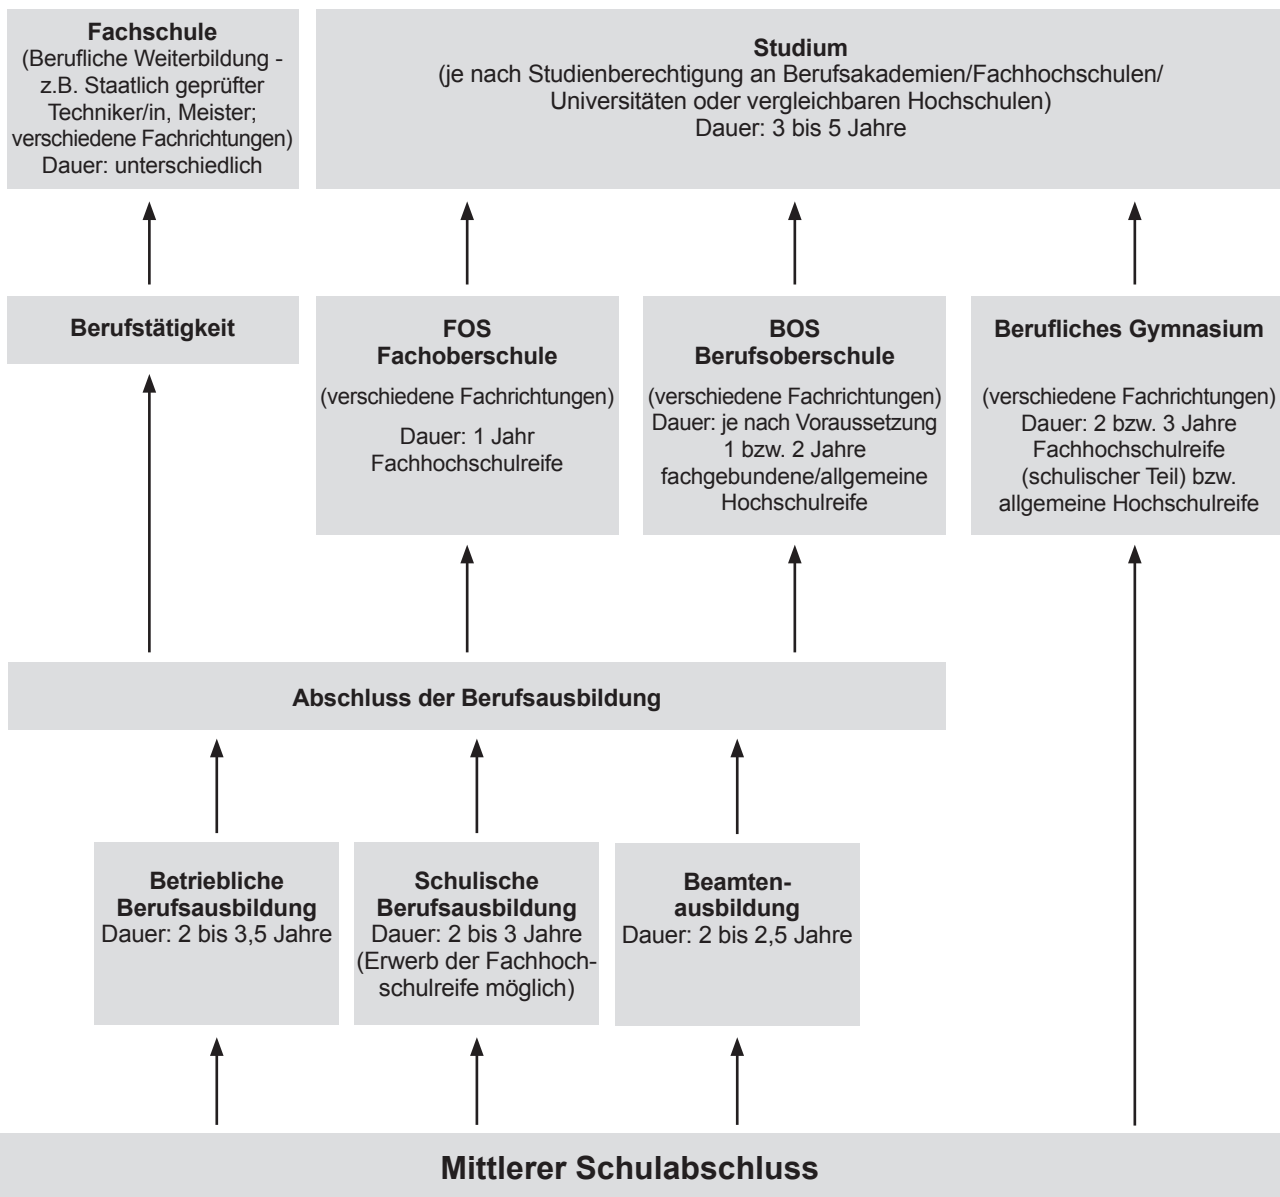 Fachschule
(Berufliche Weiterbildung -
z.B. Staatlich geprüfter
Techniker/in, Meister;
verschiedene Fachrichtungen)
Dauer: unterschiedlich
Studium
(je nach Studienberechtigung an Berufsakademien/Fachhochschulen/
Universitäten oder vergleichbaren Hochschulen)
Dauer: 3 bis 5 Jahre
Berufstätigkeit
FOS
Fachoberschule
(verschiedene Fachrichtungen)
Dauer: 1 Jahr
Fachhochschulreife
BOS
Berufsoberschule
(verschiedene Fachrichtungen)
Dauer: je nach Voraussetzung
1 bzw. 2 Jahre
fachgebundene/allgemeine
Hochschulreife
Berufliches Gymnasium
(verschiedene Fachrichtungen)
Dauer: 2 bzw. 3 Jahre
Fachhochschulreife
(schulischer Teil) bzw.
allgemeine Hochschulreife
Abschluss der Berufsausbildung
Betriebliche
Berufsausbildung
Dauer: 2 bis 3,5 Jahre
Schulische
Berufsausbildung
Dauer: 2 bis 3 Jahre
(Erwerb der Fachhoch-
schulreife möglich)
Beamten-
ausbildung
Dauer: 2 bis 2,5 Jahre
Mittlerer Schulabschluss